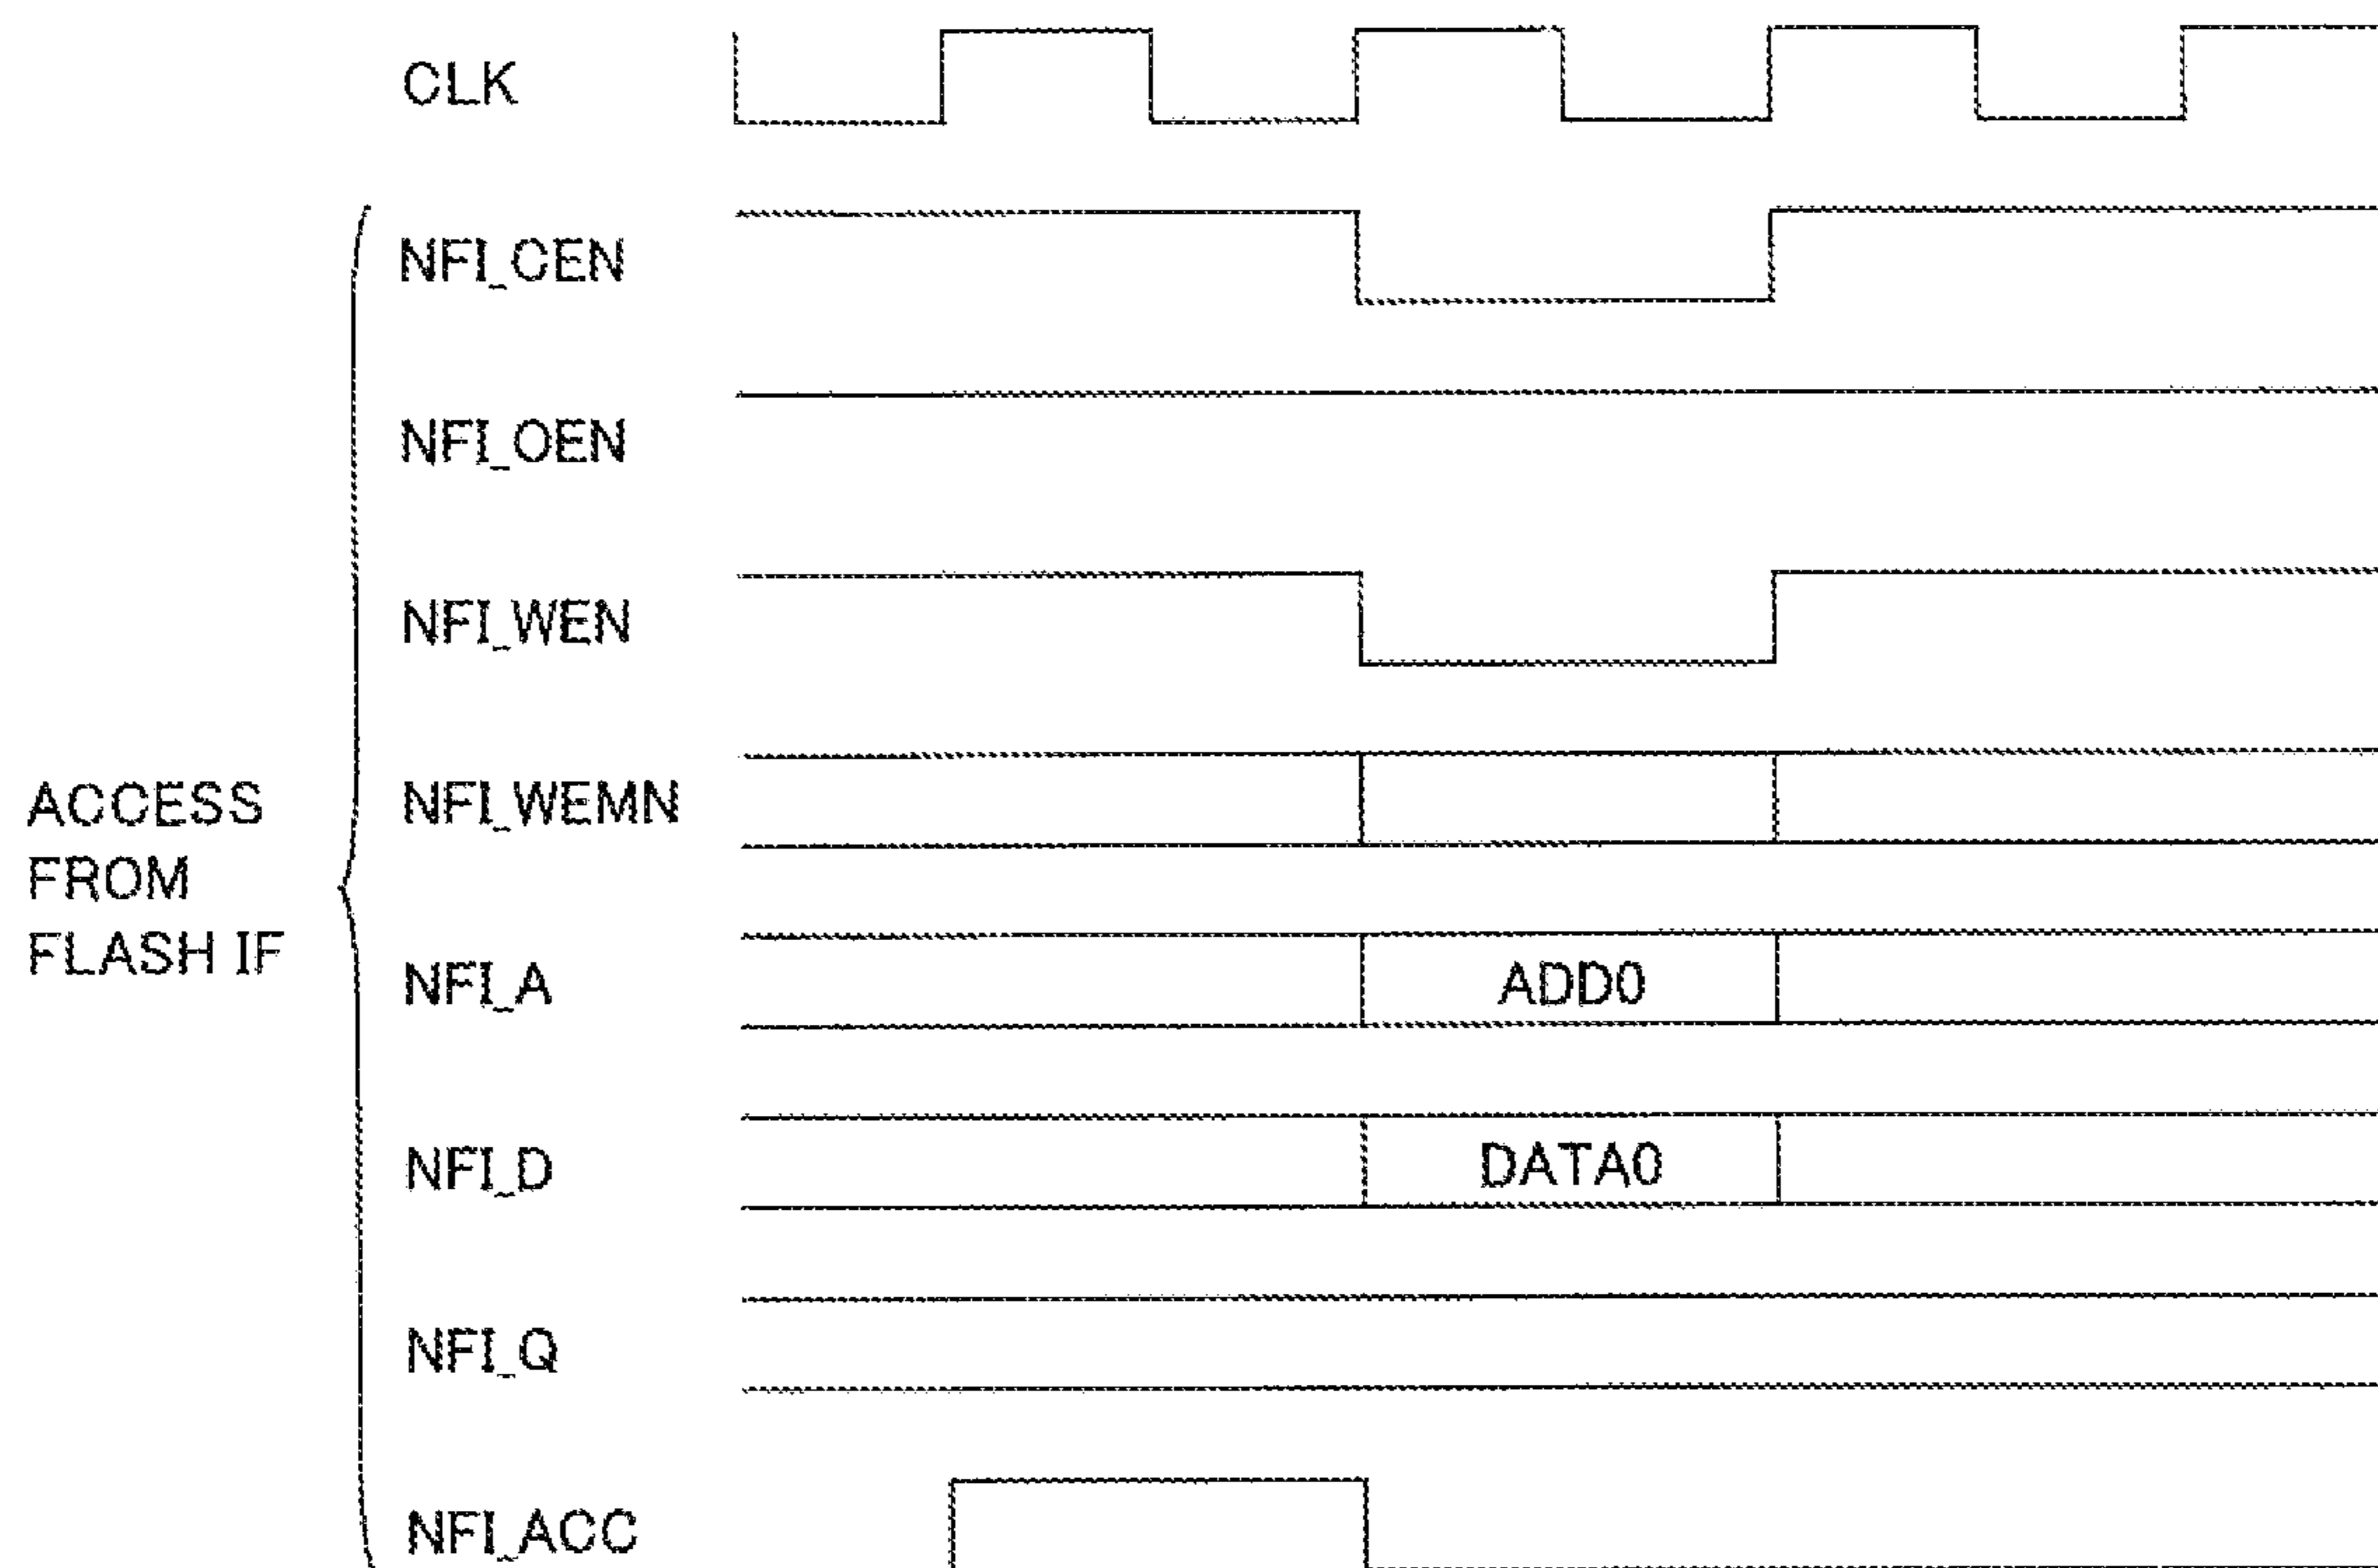 CLK
NFI_CEN
NFI_OEN
NFI_WEN
NFI_WEMN
ACCESS
FROM
FLASH IF
NFI_A
ADD0
NFI_D
DATA0
NFI_Q
NFI_ACC